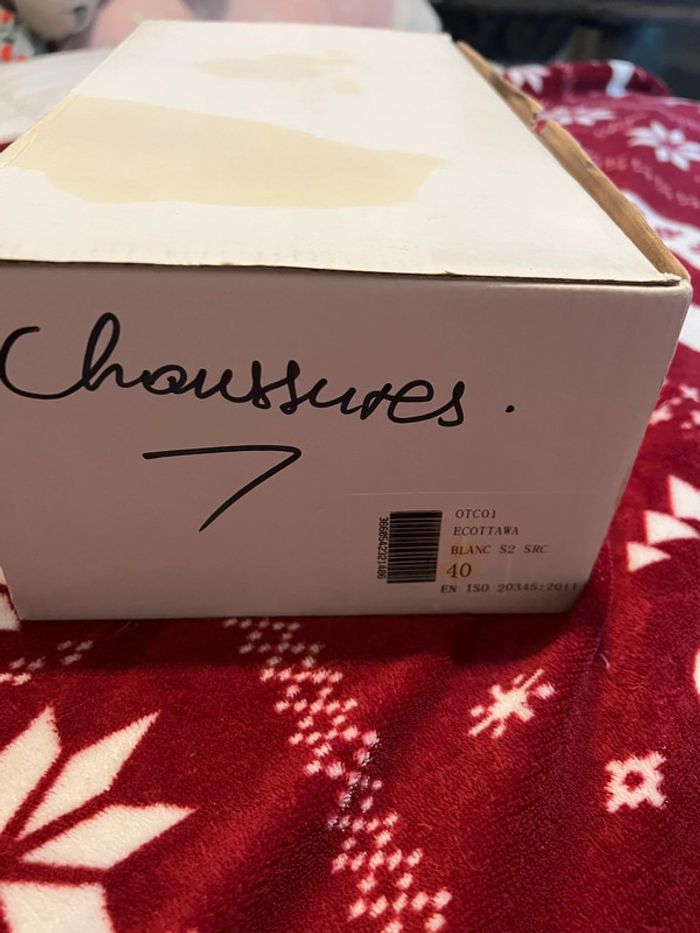 Chaussures.
7
OTC01
ECOTTAWA
BLANC S2 SRC
40
EN ISO 20345:2011